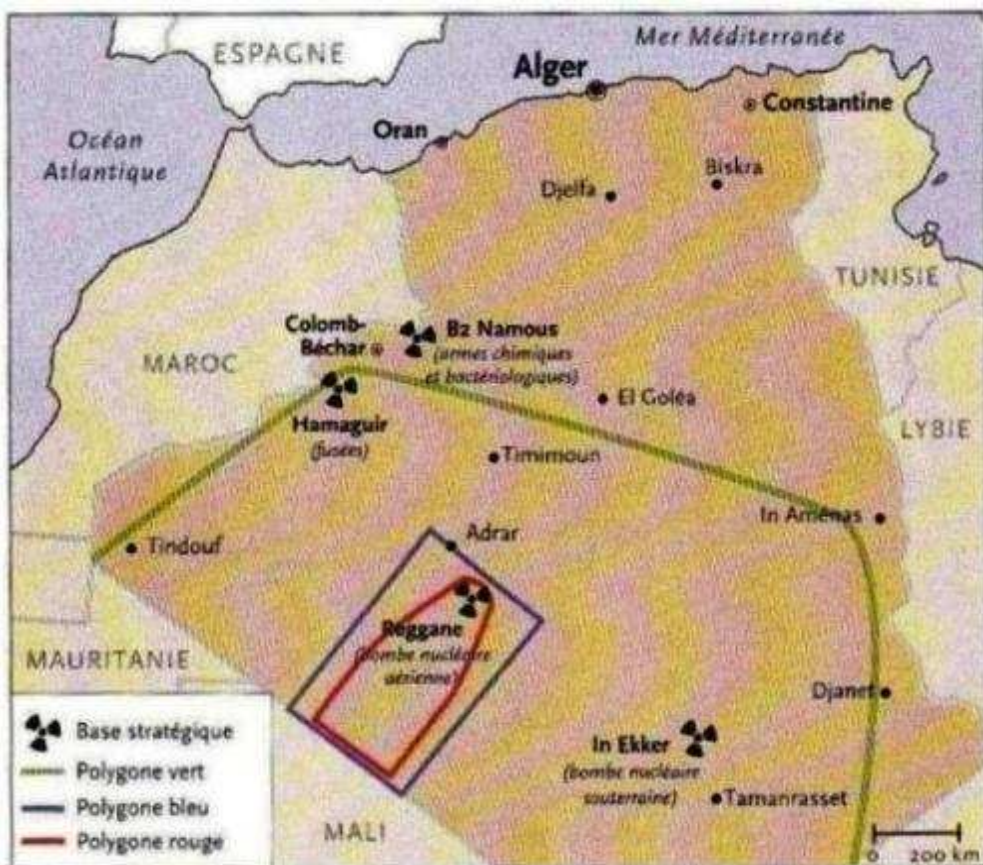 ESPAGNE
Mer Méditerranée
Alger
Constantine
Oran
Océan
Atlantique
Djelfa
Biskra
TUNISIE
Colomb-
Béchar
B2 Namous
(armes chimiques
et bactériologiques)
MAROC
Hamaguir
(fusées)
El Goléa
LYBIE
Timimoun
In Aménas
Tindouf
Adrar
Reggane
(bombe nucléaire
aérienne)
MAURITANIE
Djanet
In Ekker
(bombe nucléaire
souterraine)
Tamanrasset
MALI
Base stratégique
Polygone vert
Polygone bleu
Polygone rouge
0 200 km